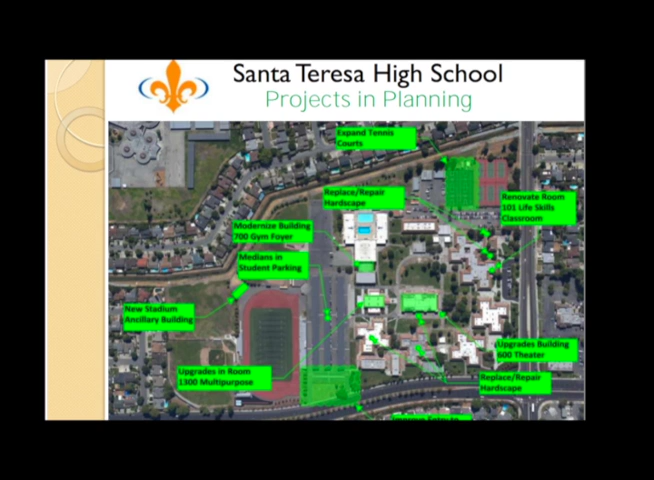 Santa Teresa High School
Projects in Planning
Expand Tennis
Courts
Replace/Repair
Hardscape
Renovate Room
101 Life Skills
Classroom
Modernize Building
700 Gym Foyer
Medians in
Student Parking
New Stadium
Ancillary Building
Upgrades Building
600 Theater
Upgrades in Room
1300 Multipurpose
Replace/Repair
Hardscape